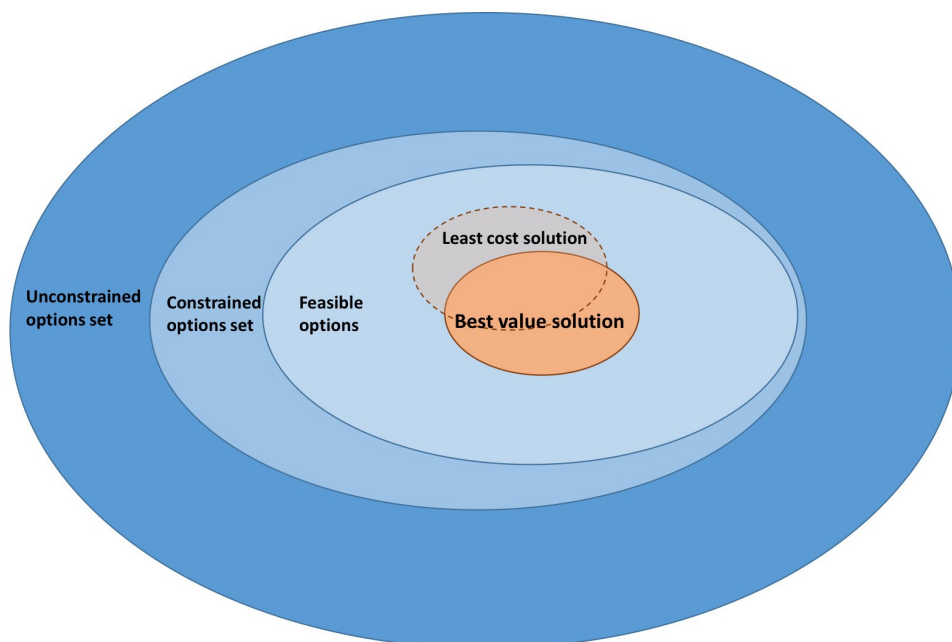 Least cost solution
Unconstrained
options set
Constrained
options set
Feasible
options
Best value solution